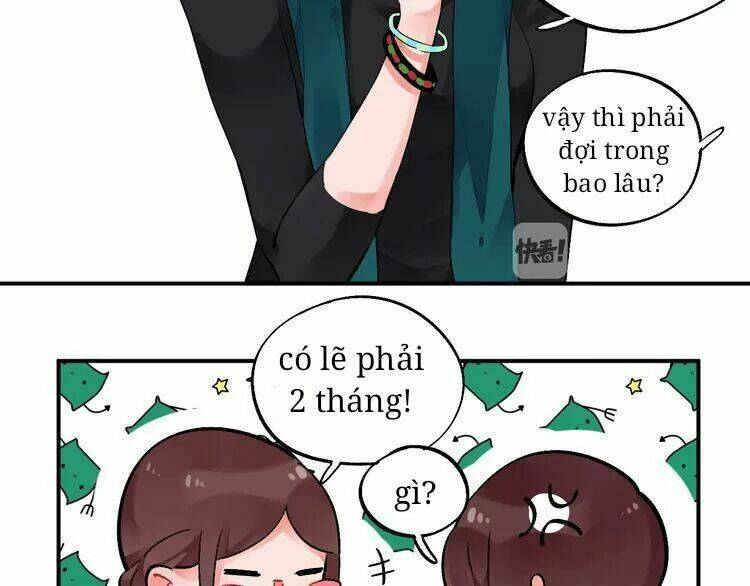 vậy thì phải
đợi trong
bao lâu?
快看!
có lẽ phải
2 tháng!
gì?